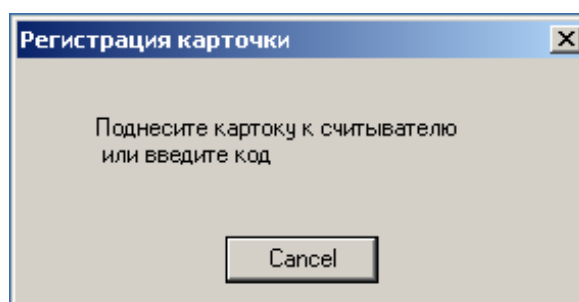 Регистрация карточки
Поднесите картоку к считывателю
или введите код
Cancel